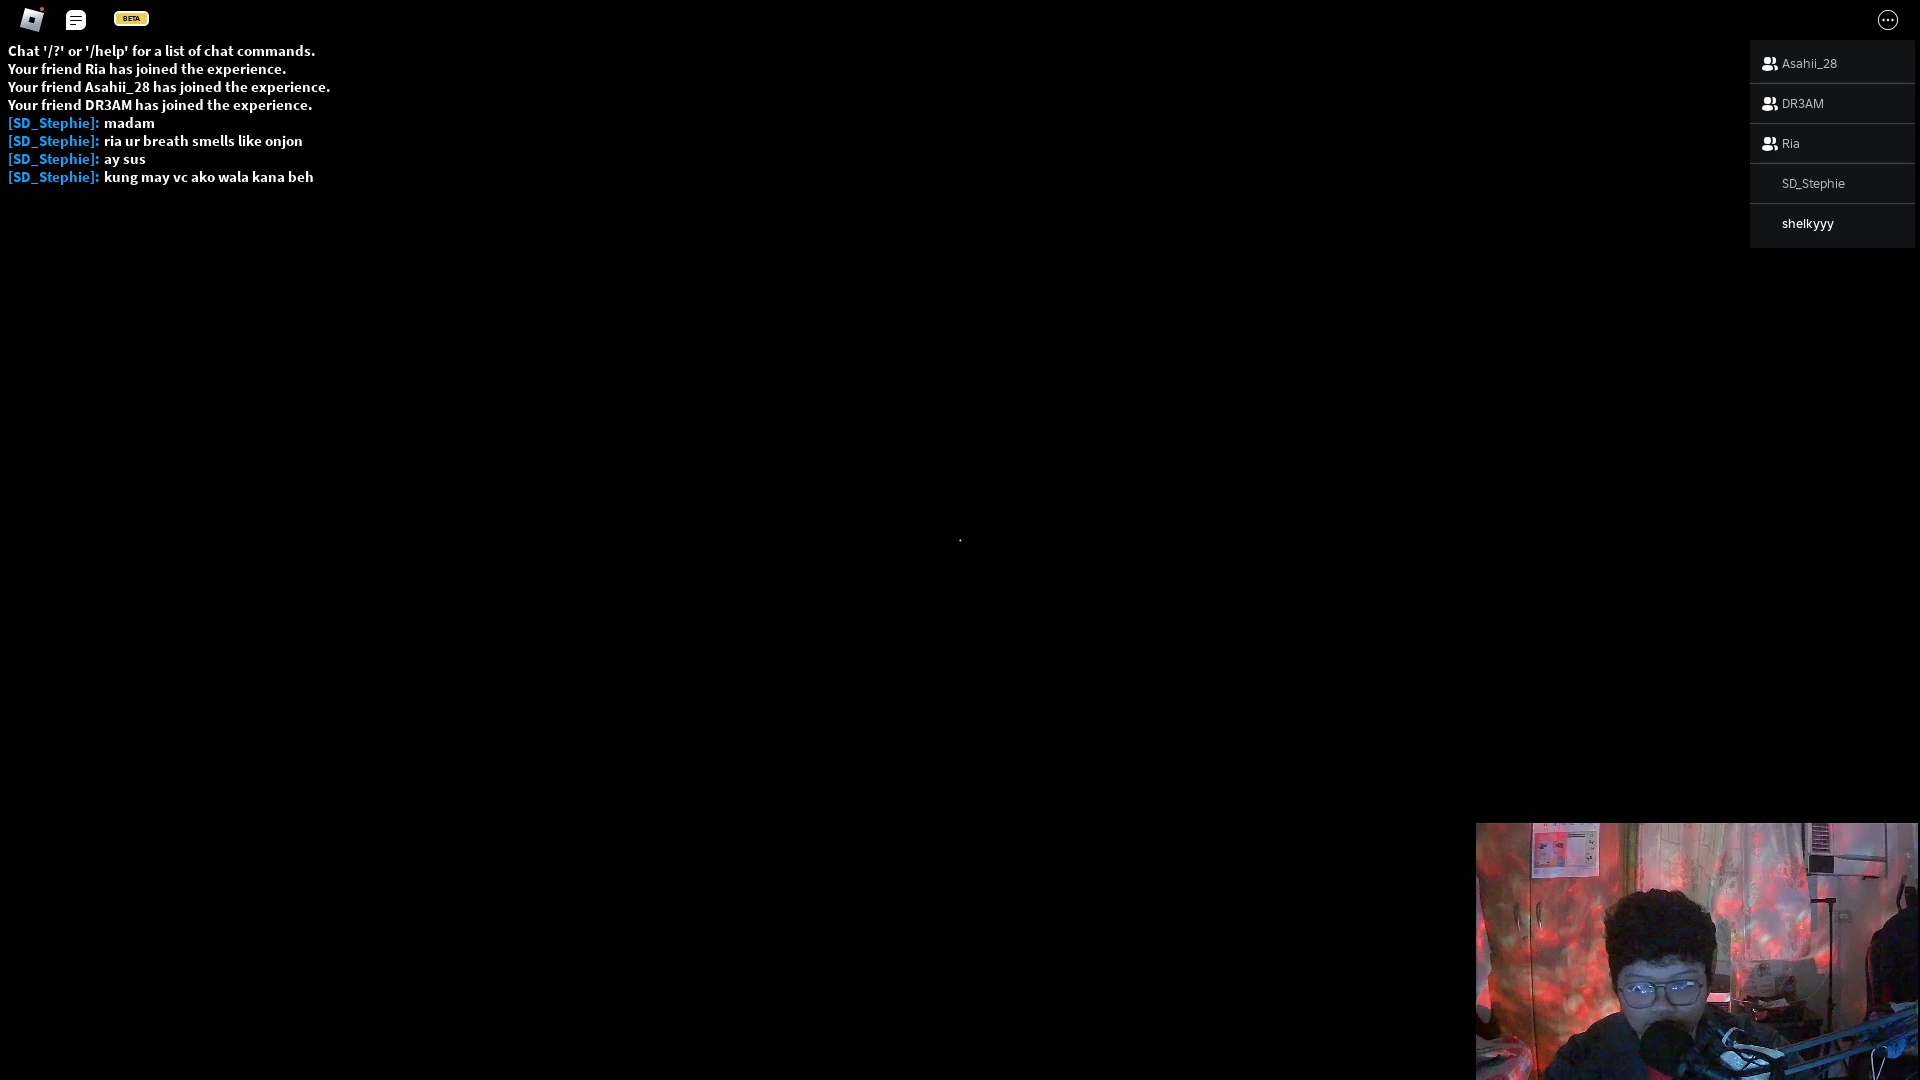 BETA
Chat '/?' or '/help' for a list of chat commands.
Your friend Ria has joined the experience.
Your friend Asahii_28 has joined the experience.
Your friend DR3AM has joined the experience.
[SD_Stephie]: madam
[SD_Stephie]: ria ur breath smells like onjon
[SD_Stephie]: ay sus
[SD_Stephie]: kung may vc ako wala kana beh
Asahii_28
DR3AM
Ria
SD_Stephie
shelkyyy